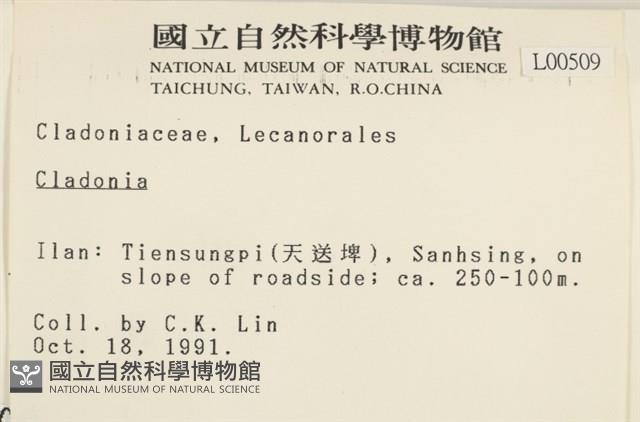 國立自然科學博物館
NATIONAL MUSEUM OF NATURAL SCIENCE
TAICHUNG, TAIWAN, R.O.CHINA
L00509
Cladoniaceae, Lecanorales
Cladonia
Ilan: Tiensungpi(天送埤), Sanhsing, on
slope of roadside; ca. 250-100m.
Coll. by C.K. Lin
Oct. 18, 1991.
國立自然科學博物館
NATIONAL MUSEUM OF NATURAL SCIENCE